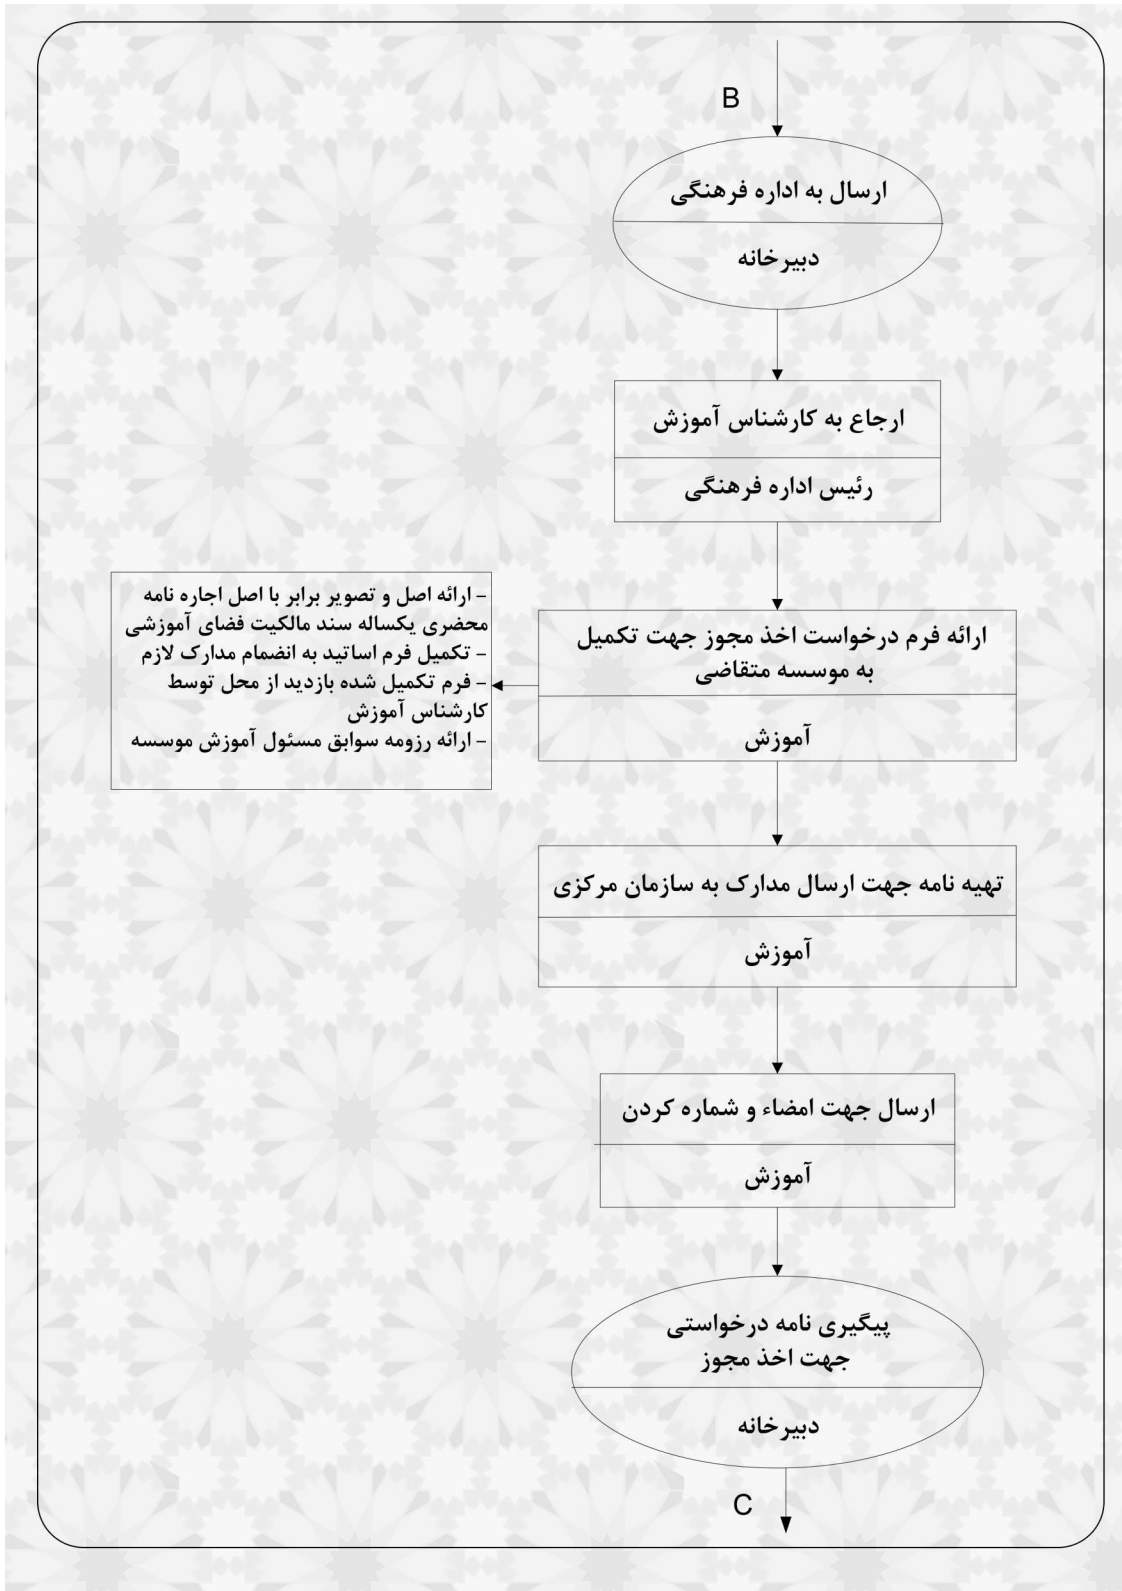 B
ارسال به اداره فرهنگی
دبیرخانه
ارجاع به کارشناس آموزش
رئیس اداره فرهنگی
ارائه فرم درخواست اخذ مجوز جهت تکمیل
به موسسه متقاضی
آموزش
– ارائه اصل و تصویر برابر با اصل اجاره نامه
محضری یکساله سند مالکیت فضای آموزشی
– تکمیل فرم اساتید به انضمام مدارک لازم
– فرم تکمیل شده بازدید از محل توسط
کارشناس آموزش
– ارائه رزومه سوابق مسئول آموزش موسسه
تهیه نامه جهت ارسال مدارک به سازمان مرکزی
آموزش
ارسال جهت امضاء و شماره کردن
آموزش
پیگیری نامه درخواستی
جهت اخذ مجوز
دبیرخانه
C